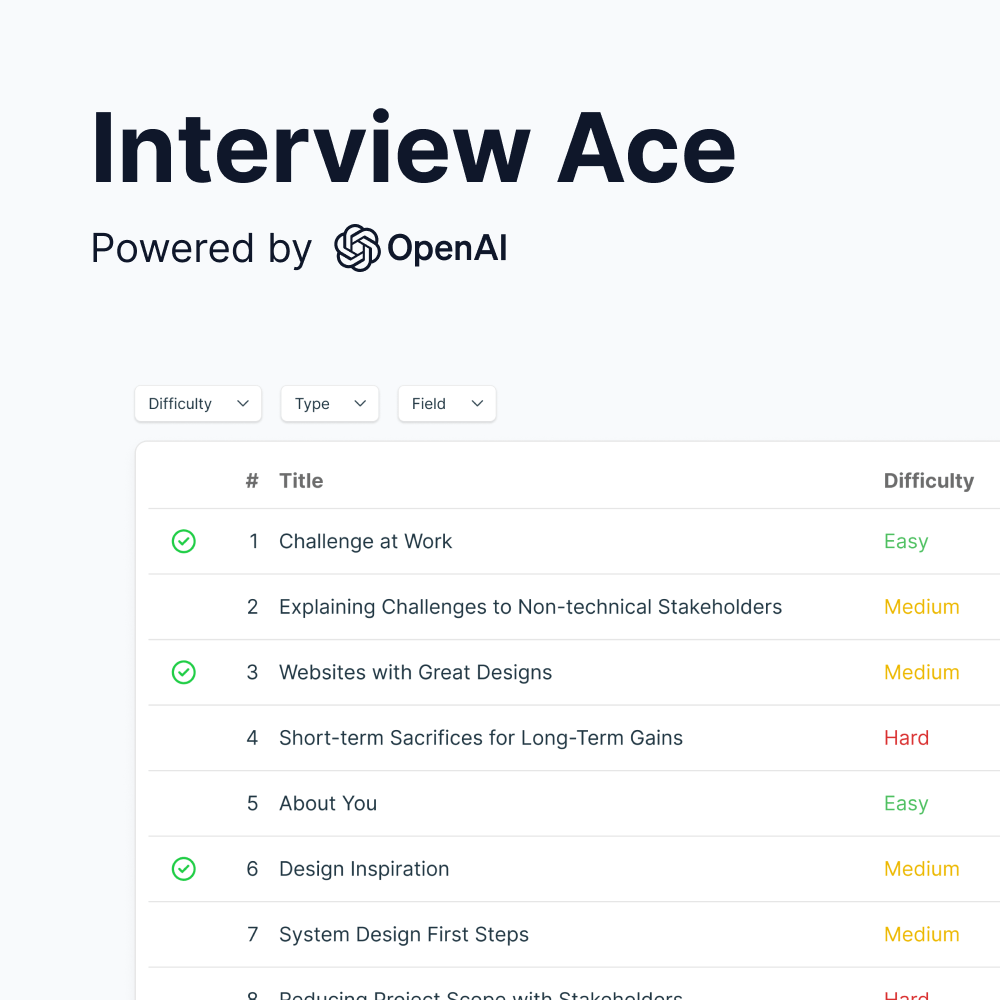 Interview Ace
Powered by OpenAI
Difficulty Type Field
# Title Difficulty
1 Challenge at Work Easy
2 Explaining Challenges to Non-technical Stakeholders Medium
3 Websites with Great Designs Medium
4 Short-term Sacrifices for Long-Term Gains Hard
5 About You Easy
6 Design Inspiration Medium
7 System Design First Steps Medium
8 Reducing Project Scope with Stakeholders Hard